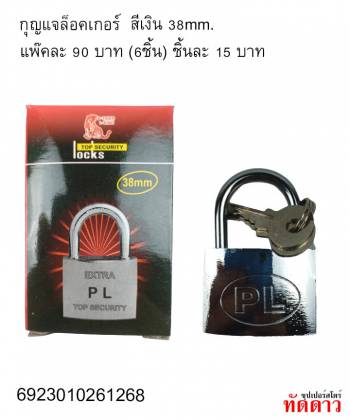 กุญแจล็อคเกอร์ สีเงิน 38mm.
แพ๊คละ 90 บาท (6ชิ้น) ชิ้นละ 15 บาท
TOP SECURITY
locks
38mm
EXTRA
PL
TOP SECURITY
PL
6923010261268
ซุปเปอร์สโตร์
ทัดดาว